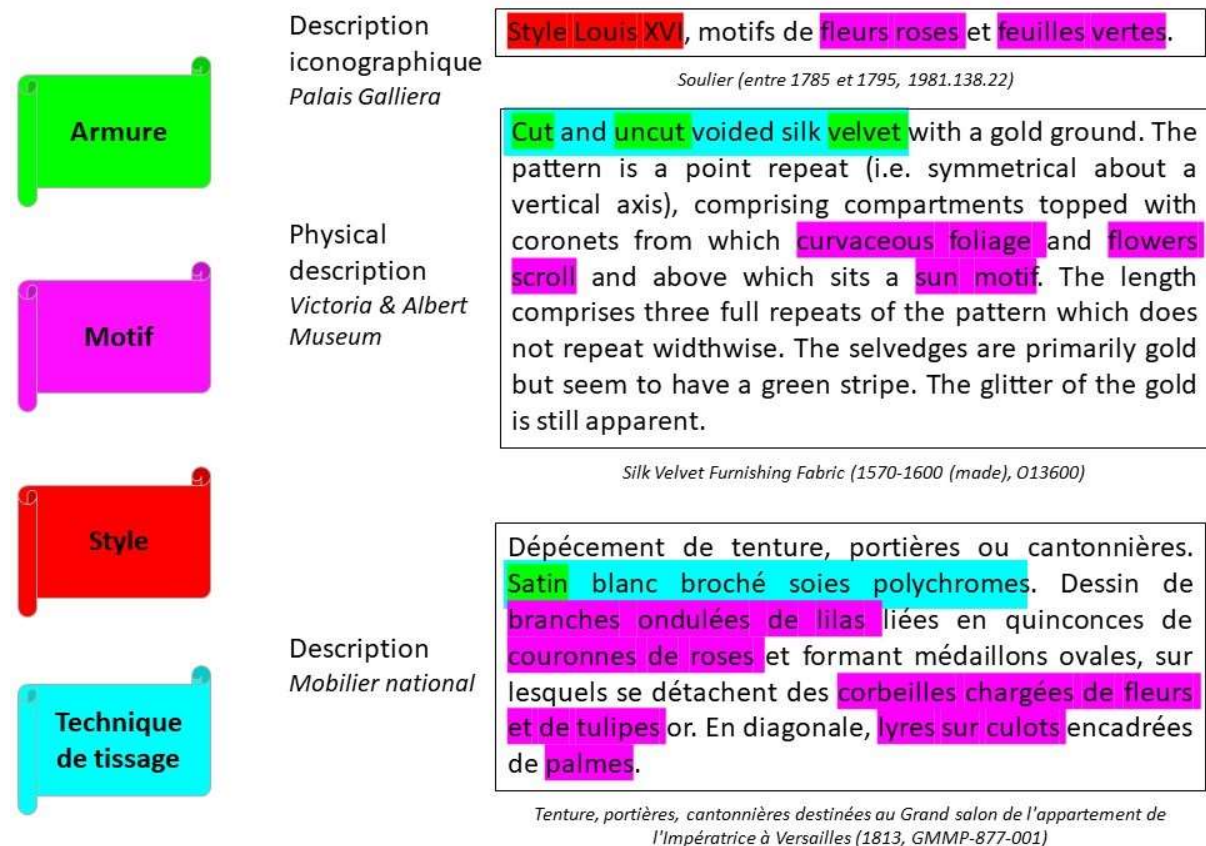 Armure
Motif
Style
Technique
de tissage
Description
iconographique
Palais Galliera
Style Louis XVI, motifs de fleurs roses et feuilles vertes.
Soulier (entre 1785 et 1795, 1981.138.22)
Physical
description
Victoria & Albert
Museum
Cut and uncut voided silk velvet with a gold ground. The
pattern is a point repeat (i.e. symmetrical about a
vertical axis), comprising compartments topped with
coronets from which curvaceous foliage and flowers
scroll and above which sits a sun motif. The length
comprises three full repeats of the pattern which does
not repeat widthwise. The selvedges are primarily gold
but seem to have a green stripe. The glitter of the gold
is still apparent.
Silk Velvet Furnishing Fabric (1570-1600 (made), O13600)
Description
Mobilier national
Dépécement de tenture, portières ou cantonnières.
Satin blanc broché soies polychromes. Dessin de
branches ondulées de lilas liées en quinconces de
couronnes de roses et formant médaillons ovales, sur
lesquels se détachent des corbeilles chargées de fleurs
et de tulipes or. En diagonale, lyres sur culots encadrées
de palmes.
Tenture, portières, cantonnières destinées au Grand salon de l'appartement de
l'Impératrice à Versailles (1813, GMMP-877-001)